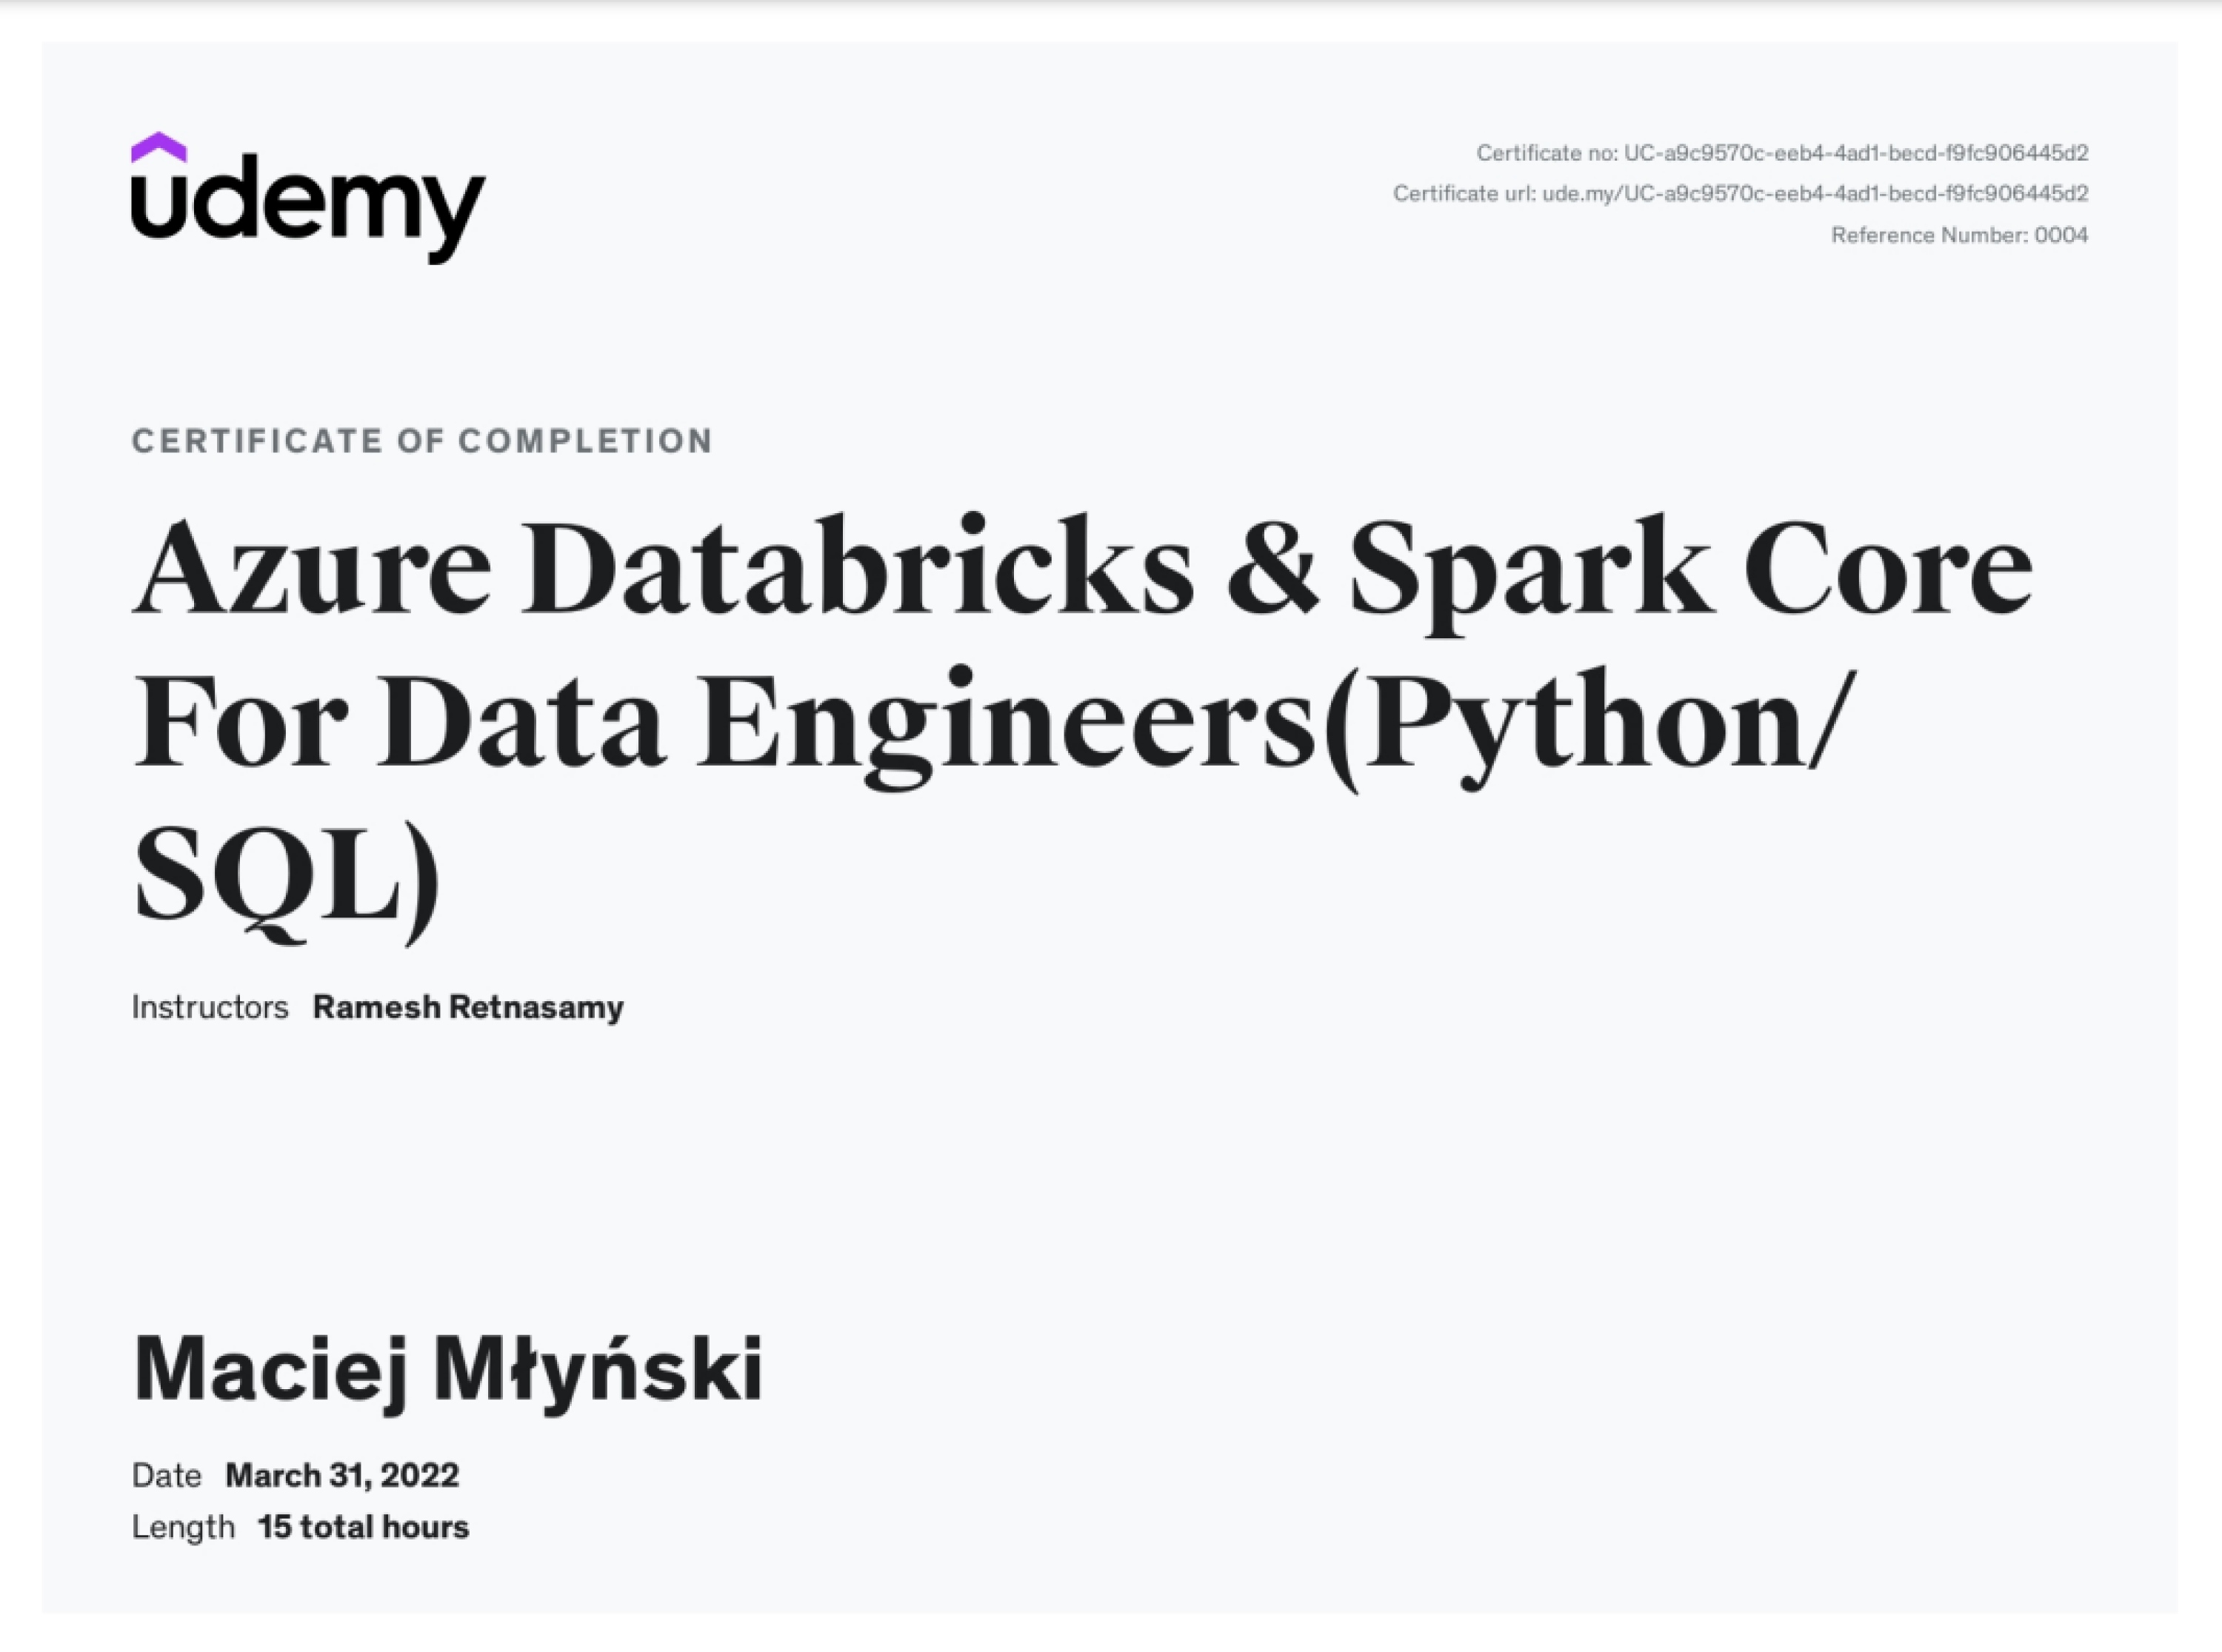 udemy
Certificate no: UC-a9c9570c-eeb4-4ad1-becd-f9fc906445d2
Certificate url: ude.my/UC-a9c9570c-eeb4-4ad1-becd-f9fc906445d2
Reference Number: 0004
CERTIFICATE OF COMPLETION
Azure Databricks & Spark Core
For Data Engineers(Python/
SQL)
Instructors Ramesh Retnasamy
Maciej Młyński
Date March 31, 2022
Length 15 total hours